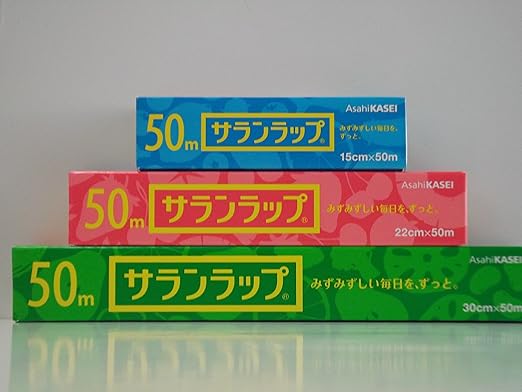 AsahiKASEI
50m サランラップ®
みずみずしい毎日を、
ずっと。
15cm×50m
AsahiKASEI
50m サランラップ®
みずみずしい毎日を、ずっと。
22cm×50m
AsahiKASEI
50m サランラップ®
みずみずしい毎日を、ずっと。
30cm×50m